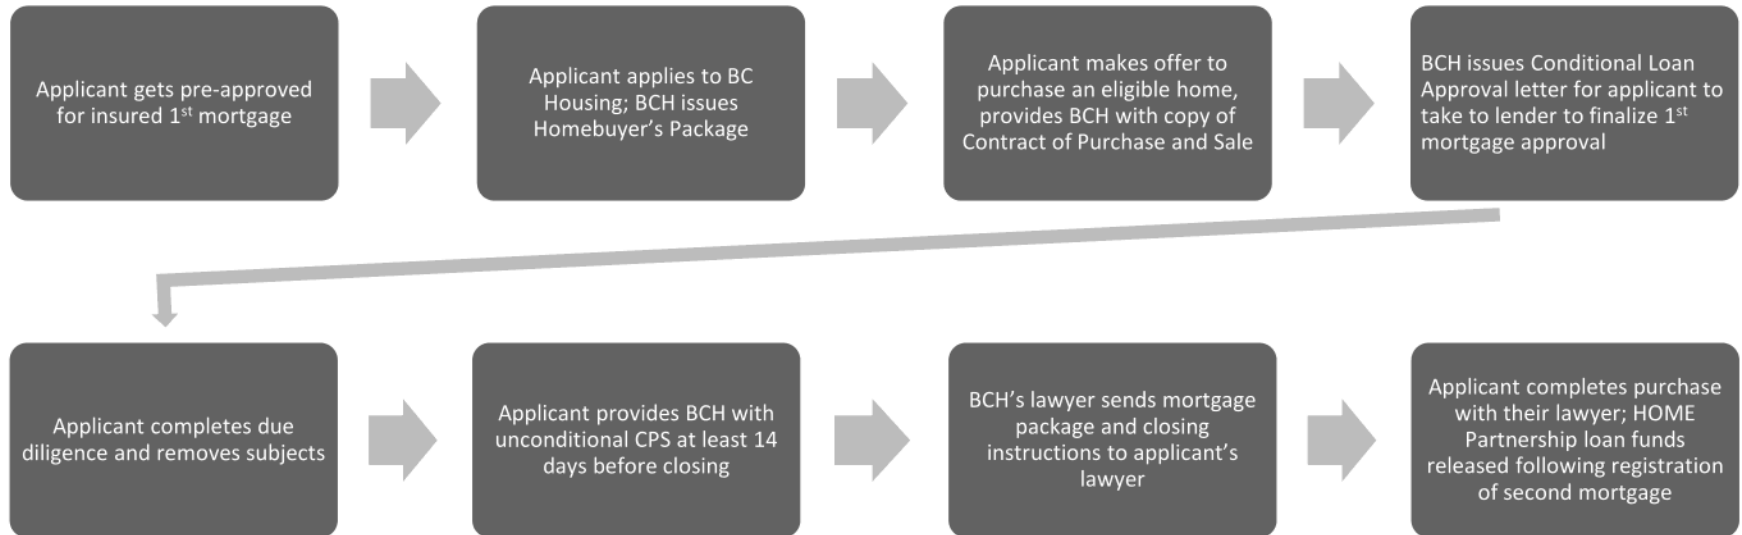 Applicant gets pre-approved
for insured 1st mortgage
Applicant applies to BC
Housing; BCH issues
Homebuyer’s Package
Applicant makes offer to
purchase an eligible home,
provides BCH with copy of
Contract of Purchase and Sale
BCH issues Conditional Loan
Approval letter for applicant to
take to lender to finalize 1st
mortgage approval
Applicant completes due
diligence and removes subjects
Applicant provides BCH with
unconditional CPS at least 14
days before closing
BCH’s lawyer sends mortgage
package and closing
instructions to applicant’s
lawyer
Applicant completes purchase
with their lawyer; HOME
Partnership loan funds
released following registration
of second mortgage